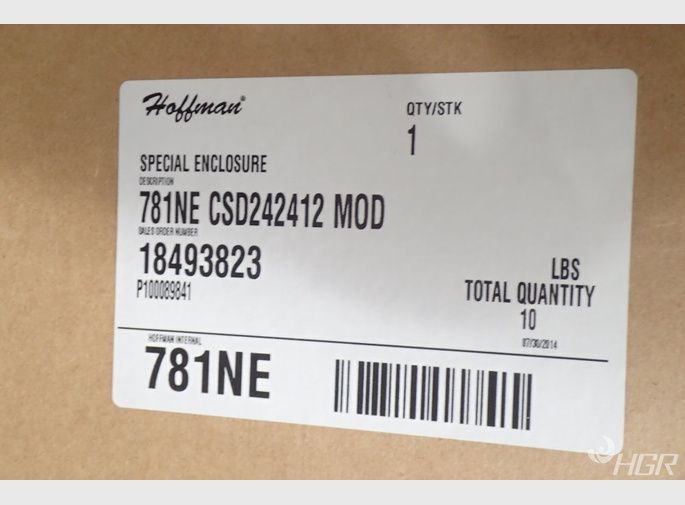 Hoffman®
QTY/STK
1
SPECIAL ENCLOSURE
DESCRIPTION
781NE CSD242412 MOD
SALES ORDER NUMBER
18493823
P100089841
LBS
TOTAL QUANTITY
10
07/30/2014
HOFFMAN INTERNAL
781NE
HGR